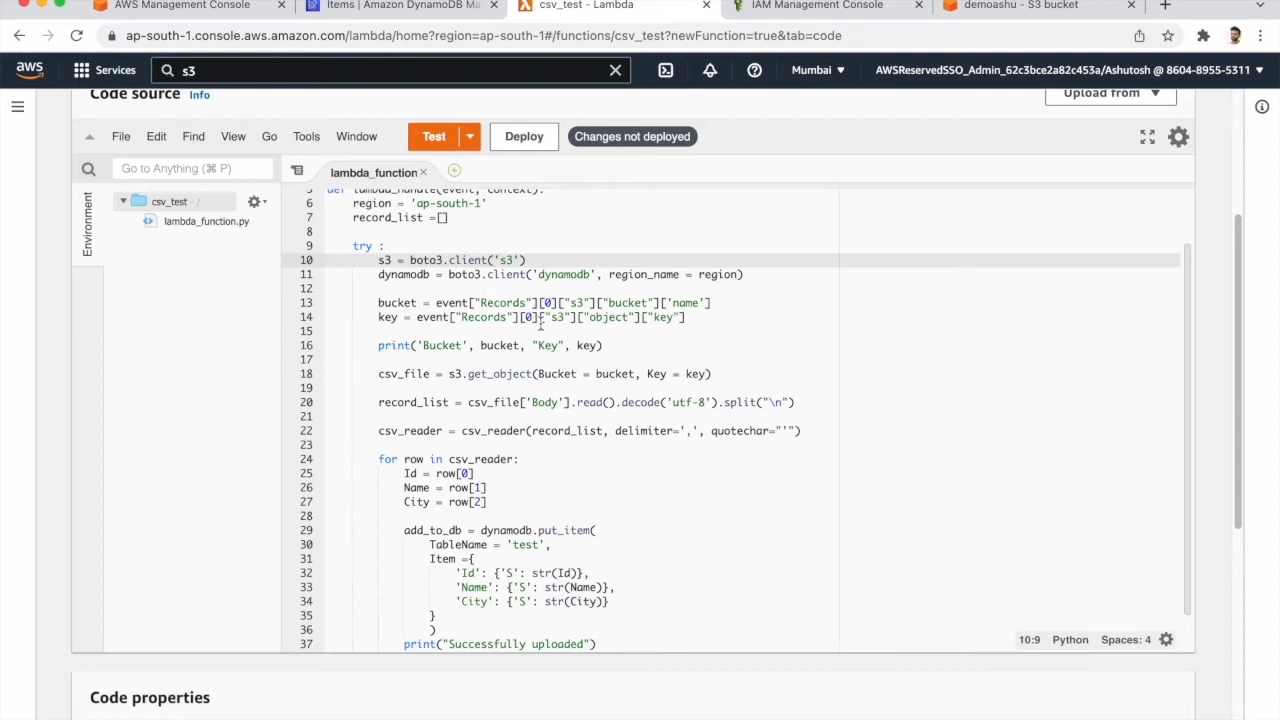 AWS Management Console
Items | Amazon DynamoDB Ma
csv_test - Lambda
IAM Management Console
demoashu - S3 bucket
ap-south-1.console.aws.amazon.com/lambda/home?region=ap-south-1#/functions/csv_test?newFunction=true&tab=code
aws
Services
s3
Mumbai
AWSReservedSSO_Admin_62c3bce2a82c453a/Ashutosh @ 8604-8955-5311
Code source
Info
Upload from
File Edit Find View Go Tools Window
Test
Deploy
Changes not deployed
Go to Anything (⌘ P)
lambda_function
Environment
csv_test - /
lambda_function.py
5 def lambda_handle(event, context):
6 region = 'ap-south-1'
7 record_list =[]
8
9 try :
10 s3 = boto3.client('s3')
11 dynamodb = boto3.client('dynamodb', region_name = region)
12
13 bucket = event["Records"][0]["s3"]["bucket"]['name']
14 key = event["Records"][0]["s3"]["object"]["key"]
15
16 print('Bucket', bucket, "Key", key)
17
18 csv_file = s3.get_object(Bucket = bucket, Key = key)
19
20 record_list = csv_file['Body'].read().decode('utf-8').split("\n")
21
22 csv_reader = csv_reader(record_list, delimiter=',', quotechar="'")
23
24 for row in csv_reader:
25 Id = row[0]
26 Name = row[1]
27 City = row[2]
28
29 add_to_db = dynamodb.put_item(
30 TableName = 'test',
31 Item ={
32 'Id': {'S': str(Id)},
33 'Name': {'S': str(Name)},
34 'City': {'S': str(City)}
35 }
36 )
37 print("Successfully uploaded")
10:9 Python Spaces: 4
Code properties